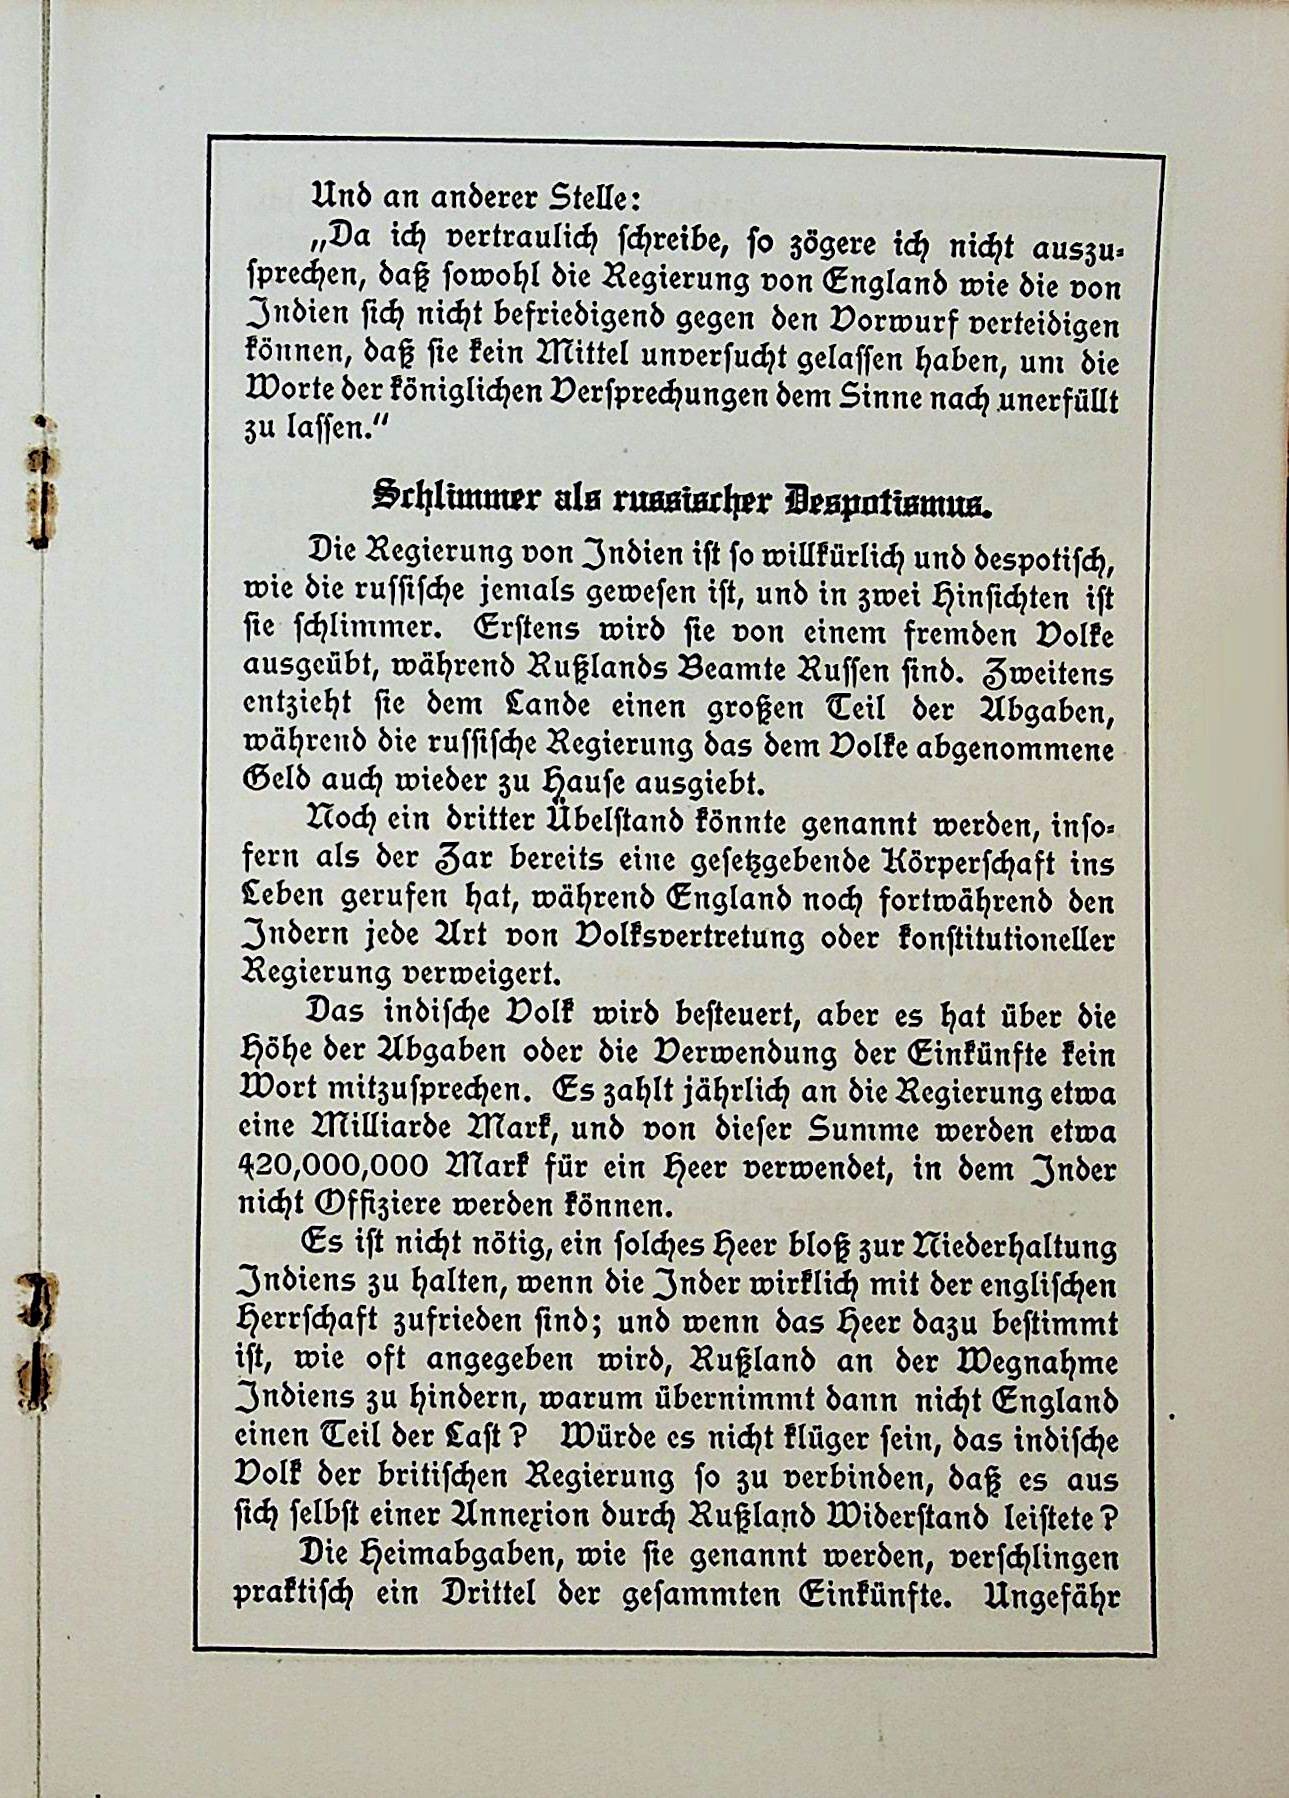 Und an anderer Stelle:
„Da ich vertraulich schreibe, so zögere ich nicht auszu-
sprechen, daß sowohl die Regierung von England wie die von
Indien sich nicht befriedigend gegen den Vorwurf verteidigen
können, daß sie kein Mittel unversucht gelassen haben, um die
Worte der königlichen Versprechungen dem Sinne nach unerfüllt
zu lassen.“
Schlimmer als russischer Despotismus.
Die Regierung von Indien ist so willkürlich und despotisch,
wie die russische jemals gewesen ist, und in zwei Hinsichten ist
sie schlimmer. Erstens wird sie von einem fremden Volke
ausgeübt, während Rußlands Beamte Russen sind. Zweitens
entzieht sie dem Lande einen großen Teil der Abgaben,
während die russische Regierung das dem Volke abgenommene
Geld auch wieder zu Hause ausgiebt.
Noch ein dritter Übelstand könnte genannt werden, inso-
fern als der Zar bereits eine gesetzgebende Körperschaft ins
Leben gerufen hat, während England noch fortwährend den
Indern jede Art von Volksvertretung oder konstitutioneller
Regierung verweigert.
Das indische Volk wird besteuert, aber es hat über die
Höhe der Abgaben oder die Verwendung der Einkünfte kein
Wort mitzusprechen. Es zahlt jährlich an die Regierung etwa
eine Milliarde Mark, und von dieser Summe werden etwa
420,000,000 Mark für ein Heer verwendet, in dem Inder
nicht Offiziere werden können.
Es ist nicht nötig, ein solches Heer bloß zur Niederhaltung
Indiens zu halten, wenn die Inder wirklich mit der englischen
Herrschaft zufrieden sind; und wenn das Heer dazu bestimmt
ist, wie oft angegeben wird, Rußland an der Wegnahme
Indiens zu hindern, warum übernimmt dann nicht England
einen Teil der Last? Würde es nicht klüger sein, das indische
Volk der britischen Regierung so zu verbinden, daß es aus
sich selbst einer Annexion durch Rußland Widerstand leistete?
Die Heimabgaben, wie sie genannt werden, verschlingen
praktisch ein Drittel der gesammten Einkünfte. Ungefähr